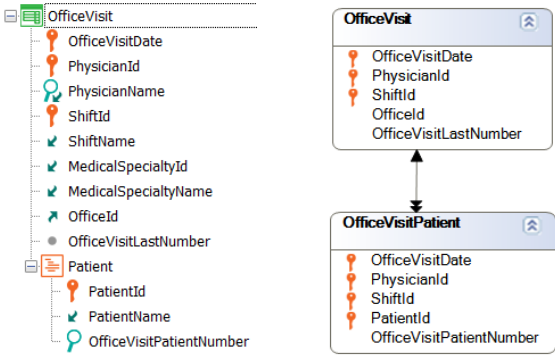 OfficeVisit
OfficeVisitDate
PhysicianId
PhysicianName
ShiftId
ShiftName
MedicalSpecialtyId
MedicalSpecialtyName
OfficeId
OfficeVisitLastNumber
Patient
PatientId
PatientName
OfficeVisitPatientNumber
OfficeVisit
OfficeVisitDate
PhysicianId
ShiftId
OfficeId
OfficeVisitLastNumber
OfficeVisitPatient
OfficeVisitDate
PhysicianId
ShiftId
PatientId
OfficeVisitPatientNumber